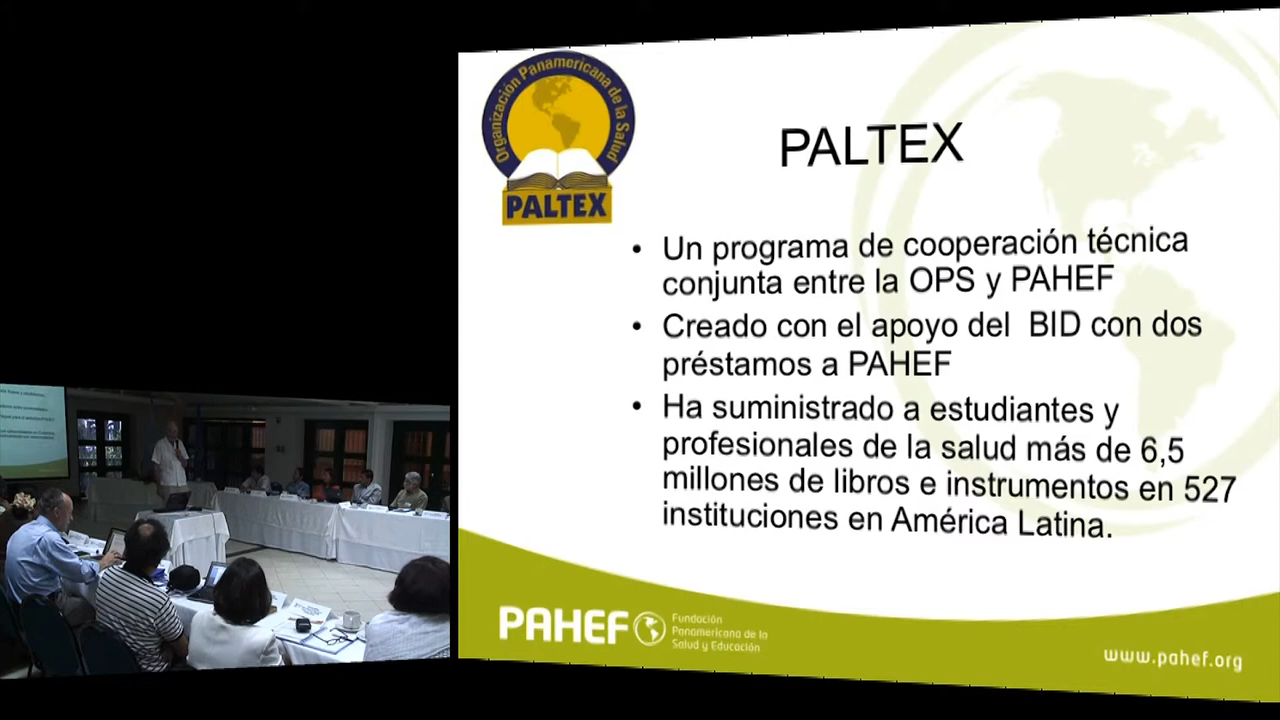 Organización Panamericana de la Salud
PALTEX
PALTEX
• Un programa de cooperación técnica
conjunta entre la OPS y PAHEF
• Creado con el apoyo del  BID con dos
préstamos a PAHEF
• Ha suministrado a estudiantes y
profesionales de la salud más de 6,5
millones de libros e instrumentos en 527
instituciones en América Latina.
PAHEF
Fundación
Panamericana de la
Salud y Educación
www.pahef.org